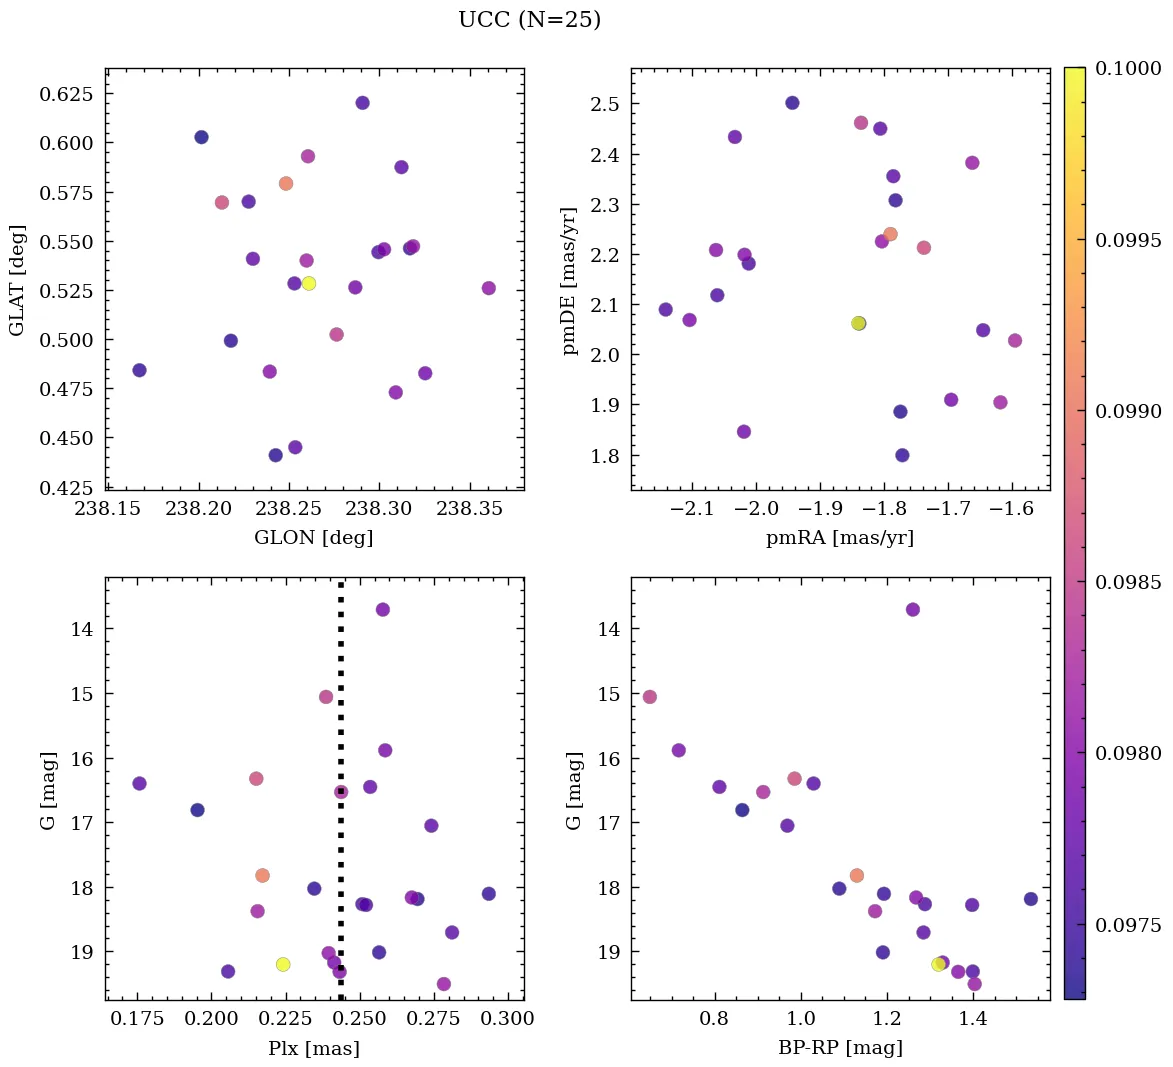 UCC (N=25)
0.625
0.600
0.575
0.550
0.525
0.500
0.475
0.450
0.425
GLAT [deg]
238.15 238.20 238.25 238.30 238.35
GLON [deg]
2.5
2.4
2.3
2.2
2.1
2.0
1.9
1.8
pmDE [mas/yr]
−2.1 −2.0 −1.9 −1.8 −1.7 −1.6
pmRA [mas/yr]
14
15
16
17
18
19
G [mag]
0.175 0.200 0.225 0.250 0.275 0.300
Plx [mas]
14
15
16
17
18
19
G [mag]
0.8 1.0 1.2 1.4
BP-RP [mag]
0.1000
0.0995
0.0990
0.0985
0.0980
0.0975